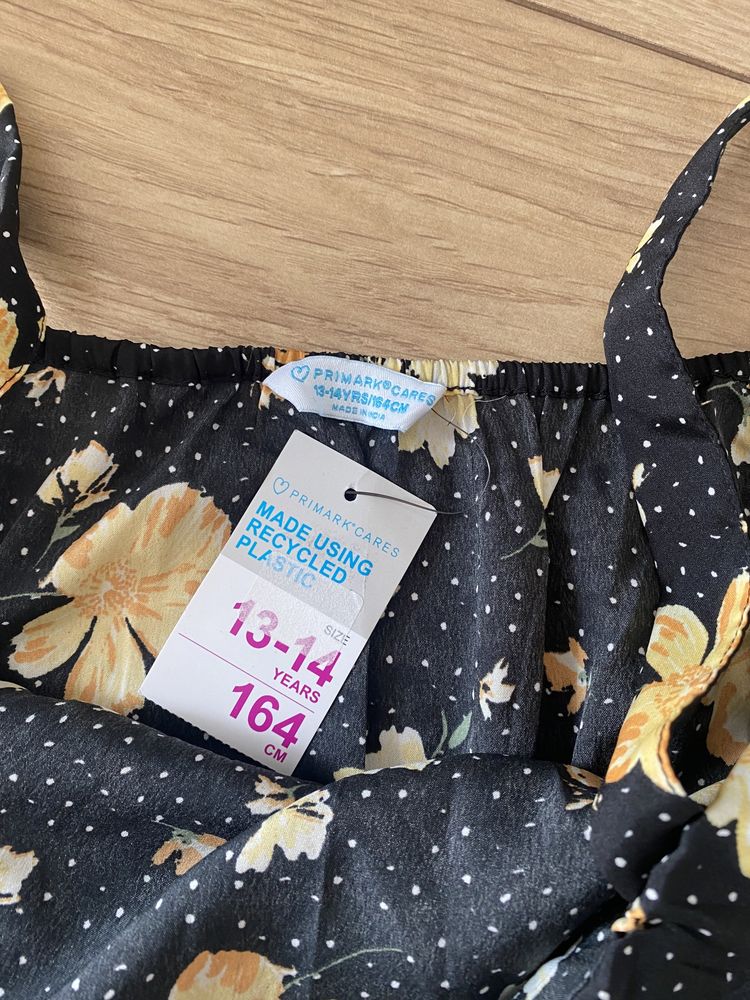 PRIMARK®CARES
13-14YRS/164CM
MADE IN INDIA
PRIMARK®CARES
MADE USING
RECYCLED
PLASTIC
SIZE
13-14
YEARS
164
CM